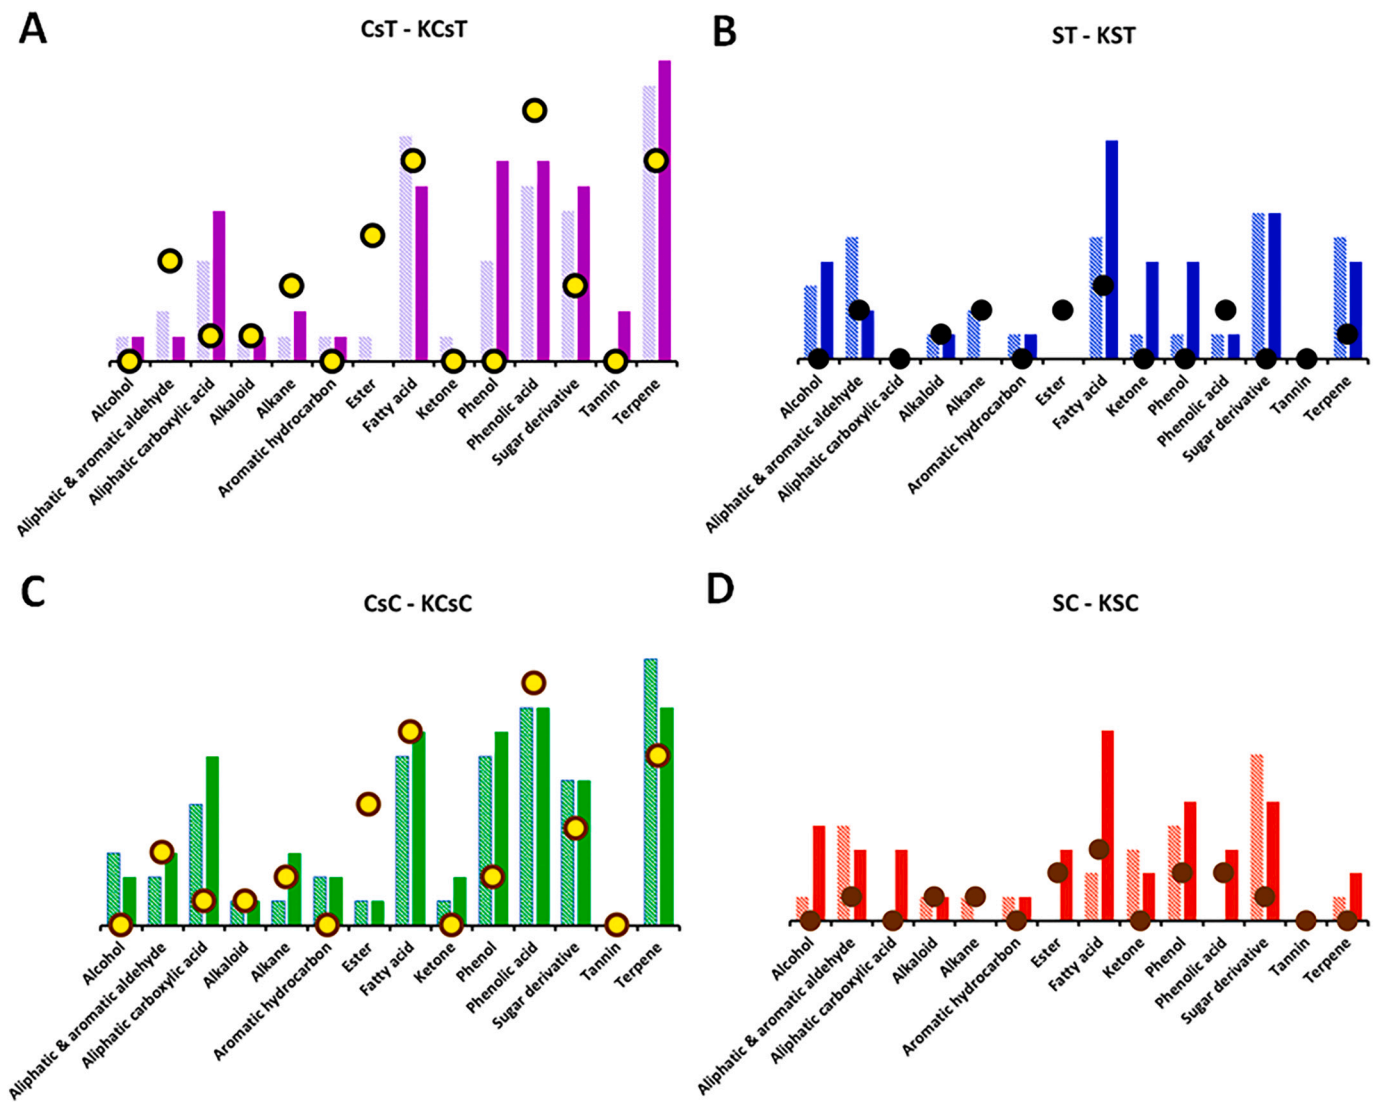 A
CsT - KCsT
Alcohol
Aliphatic & aromatic aldehyde
Aliphatic carboxylic acid
Alkaloid
Alkane
Aromatic hydrocarbon
Ester
Fatty acid
Ketone
Phenol
Phenolic acid
Sugar derivative
Tannin
Terpene
B
ST - KST
Alcohol
Aliphatic & aromatic aldehyde
Aliphatic carboxylic acid
Alkaloid
Alkane
Aromatic hydrocarbon
Ester
Fatty acid
Ketone
Phenol
Phenolic acid
Sugar derivative
Tannin
Terpene
C
CsC - KCsC
Alcohol
Aliphatic & aromatic aldehyde
Aliphatic carboxylic acid
Alkaloid
Alkane
Aromatic hydrocarbon
Ester
Fatty acid
Ketone
Phenol
Phenolic acid
Sugar derivative
Tannin
Terpene
D
SC - KSC
Alcohol
Aliphatic & aromatic aldehyde
Aliphatic carboxylic acid
Alkaloid
Alkane
Aromatic hydrocarbon
Ester
Fatty acid
Ketone
Phenol
Phenolic acid
Sugar derivative
Tannin
Terpene